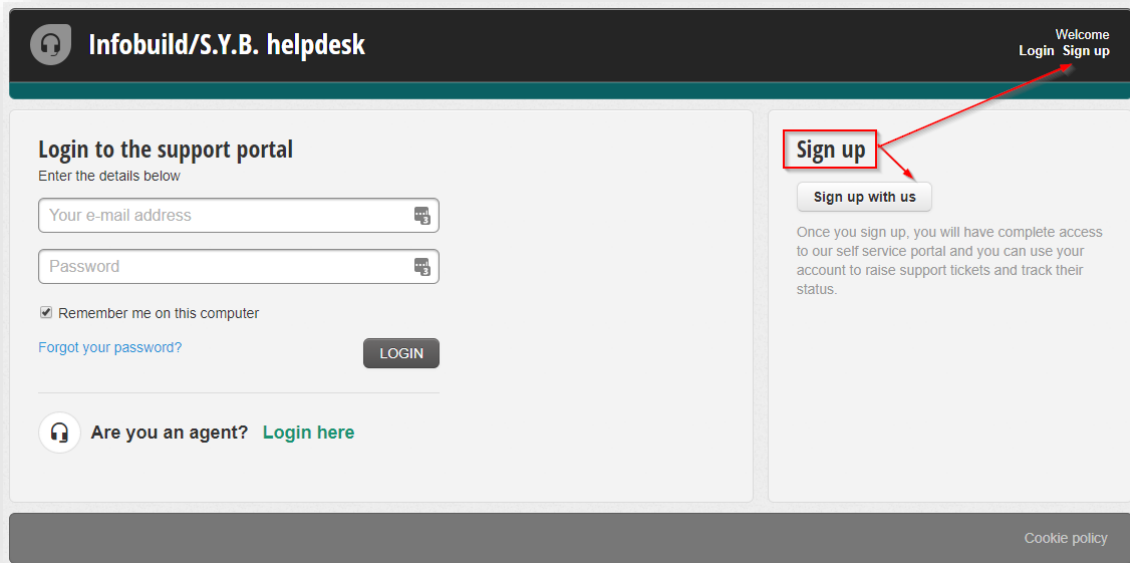 Infobuild/S.Y.B. helpdesk
Welcome
Login Sign up
Login to the support portal
Enter the details below
Your e-mail address
3
Password
3
Remember me on this computer
Forgot your password?
LOGIN
Are you an agent? Login here
Sign up
Sign up with us
Once you sign up, you will have complete access
to our self service portal and you can use your
account to raise support tickets and track their
status.
Cookie policy